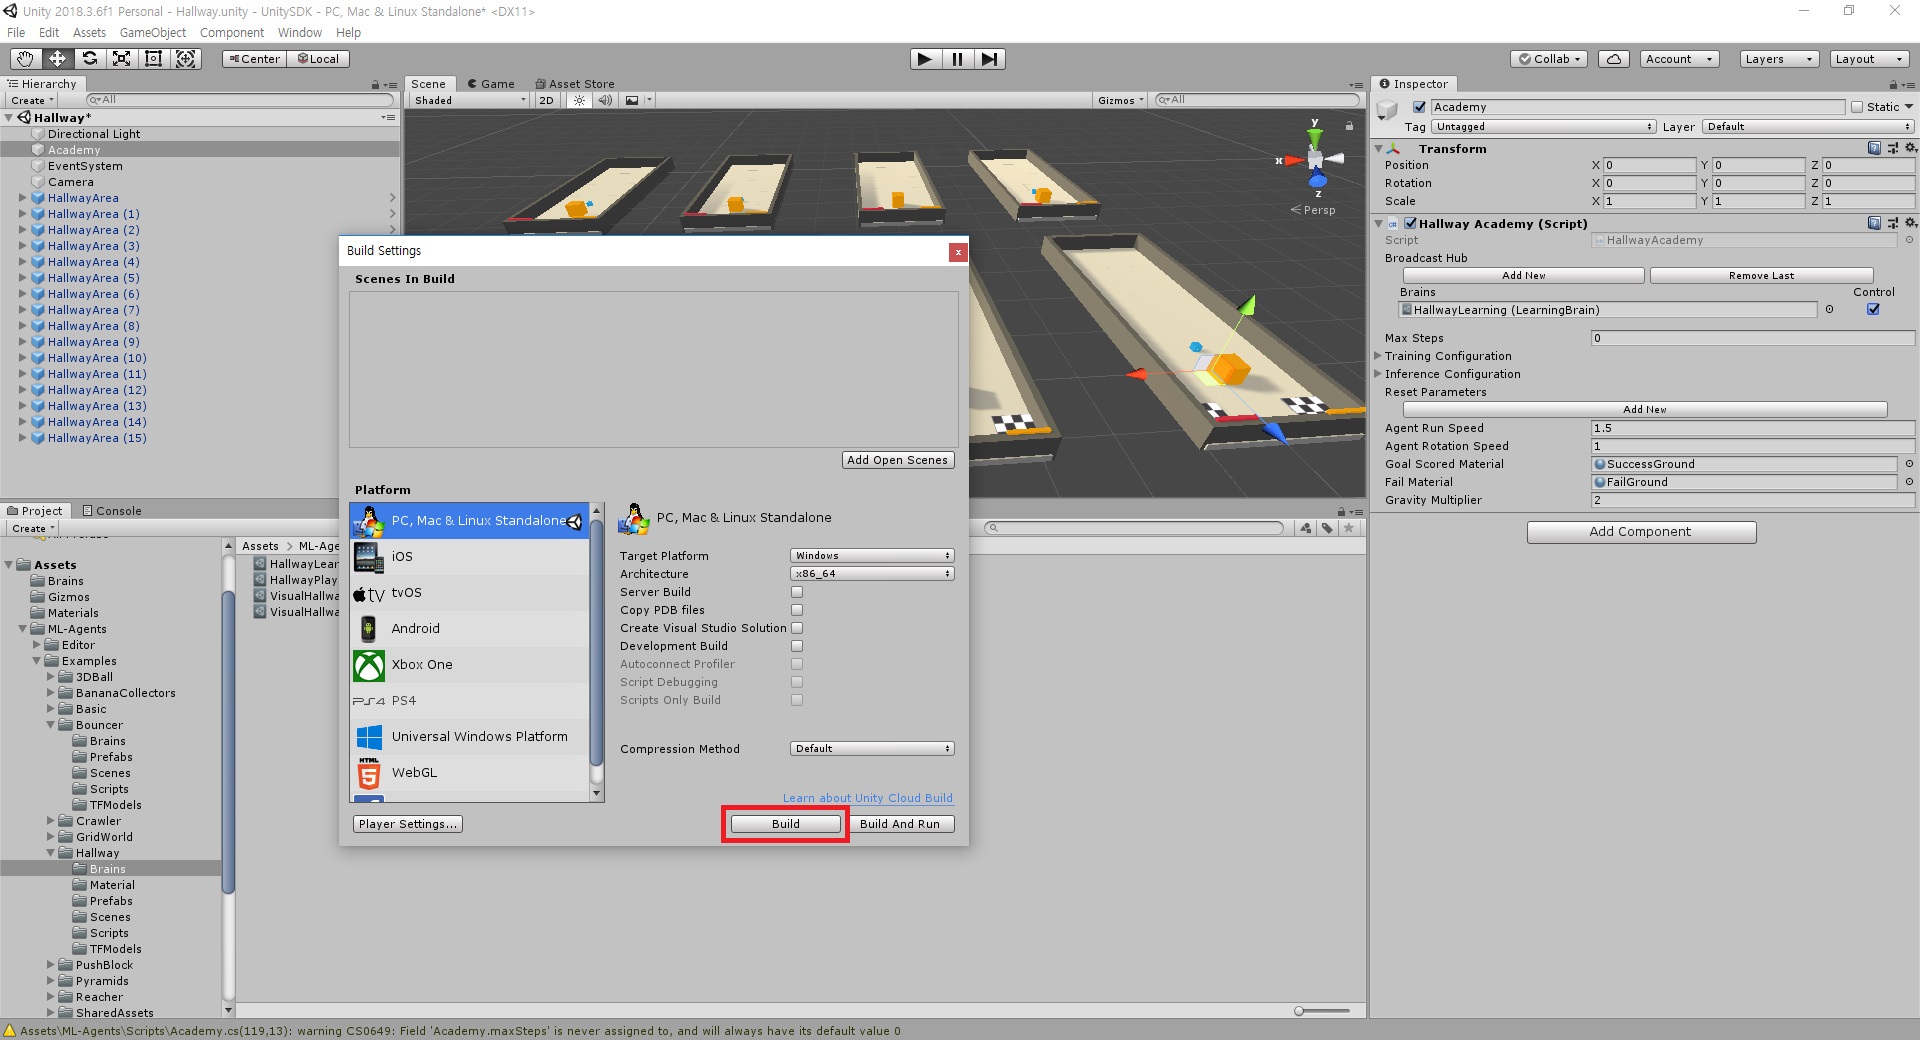 Unity 2018.3.6f1 Personal - Hallway.unity - UnitySDK - PC, Mac & Linux Standalone* <DX11>
File Edit Assets GameObject Component Window Help
Center Local
Collab Account Layers Layout
Hierarchy
Create All
Hallway*
Directional Light
Academy
EventSystem
Camera
HallwayArea
HallwayArea (1)
HallwayArea (2)
HallwayArea (3)
HallwayArea (4)
HallwayArea (5)
HallwayArea (6)
HallwayArea (7)
HallwayArea (8)
HallwayArea (9)
HallwayArea (10)
HallwayArea (11)
HallwayArea (12)
HallwayArea (13)
HallwayArea (14)
HallwayArea (15)
Scene Game Asset Store
Shaded 2D Gizmos All
y
x
z
Persp
Build Settings
x
Scenes In Build
Add Open Scenes
Platform
PC, Mac & Linux Standalone
iOS
tvOS
Android
Xbox One
PS4
Universal Windows Platform
HTML
5
WebGL
PC, Mac & Linux Standalone
Target Platform Windows
Architecture x86_64
Server Build
Copy PDB files
Create Visual Studio Solution
Development Build
Autoconnect Profiler
Script Debugging
Scripts Only Build
Compression Method Default
Learn about Unity Cloud Build
Player Settings... Build Build And Run
Project Console
Create
Assets
Brains
Gizmos
Materials
ML-Agents
Editor
Examples
3DBall
BananaCollectors
Basic
Bouncer
Brains
Prefabs
Scenes
Scripts
TFModels
Crawler
GridWorld
Hallway
Brains
Material
Prefabs
Scenes
Scripts
TFModels
PushBlock
Pyramids
Reacher
SharedAssets
Assets > ML-Age
HallwayLear
HallwayPlay
VisualHallwa
VisualHallwa
Inspector
Academy Static
Tag Untagged Layer Default
Transform
Position X 0 Y 0 Z 0
Rotation X 0 Y 0 Z 0
Scale X 1 Y 1 Z 1
Hallway Academy (Script)
Script HallwayAcademy
Broadcast Hub
Add New Remove Last
Brains Control
HallwayLearning (LearningBrain)
Max Steps 0
Training Configuration
Inference Configuration
Reset Parameters
Add New
Agent Run Speed 1.5
Agent Rotation Speed 1
Goal Scored Material SuccessGround
Fail Material FailGround
Gravity Multiplier 2
Add Component
Assets\ML-Agents\Scripts\Academy.cs(119,13): warning CS0649: Field 'Academy.maxSteps' is never assigned to, and will always have its default value 0